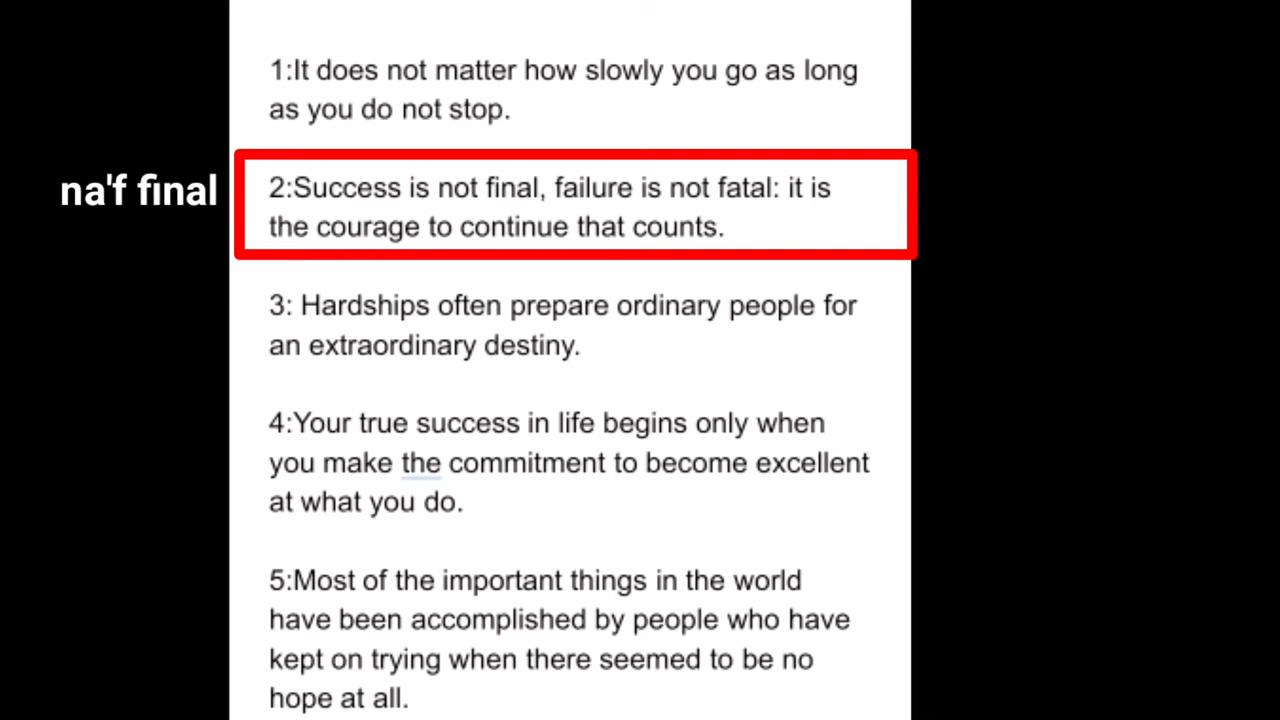 1:It does not matter how slowly you go as long
as you do not stop.
na'f final
2:Success is not final, failure is not fatal: it is
the courage to continue that counts.
3: Hardships often prepare ordinary people for
an extraordinary destiny.
4:Your true success in life begins only when
you make the commitment to become excellent
at what you do.
5:Most of the important things in the world
have been accomplished by people who have
kept on trying when there seemed to be no
hope at all.